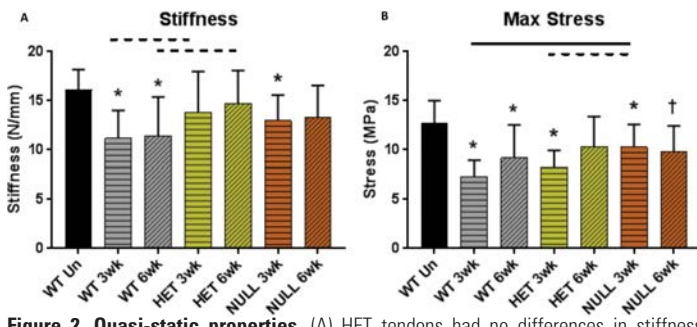 A
Stiffness
20
15
10
5
0
Stiffness (N/mm)
*
*
*
WT Un
WT 3wk
WT 6wk
HET 3wk
HET 6wk
NULL 3wk
NULL 6wk
B
Max Stress
20
15
10
5
0
Stress (MPa)
*
*
*
*
†
WT Un
WT 3wk
WT 6wk
HET 3wk
HET 6wk
NULL 3wk
NULL 6wk
Figure 2. Quasi-static properties. (A) HET tendons had no differences in stiffness